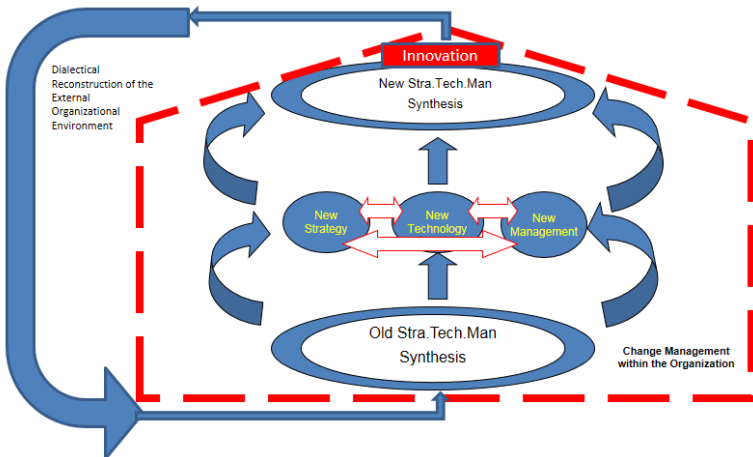 Innovation
New Stra.Tech.Man
Synthesis
Dialectical
Reconstruction of the
External
Organizational
Environment
New
Strategy
New
Technology
New
Management
Old Stra.Tech.Man
Synthesis
Change Management
within the Organization